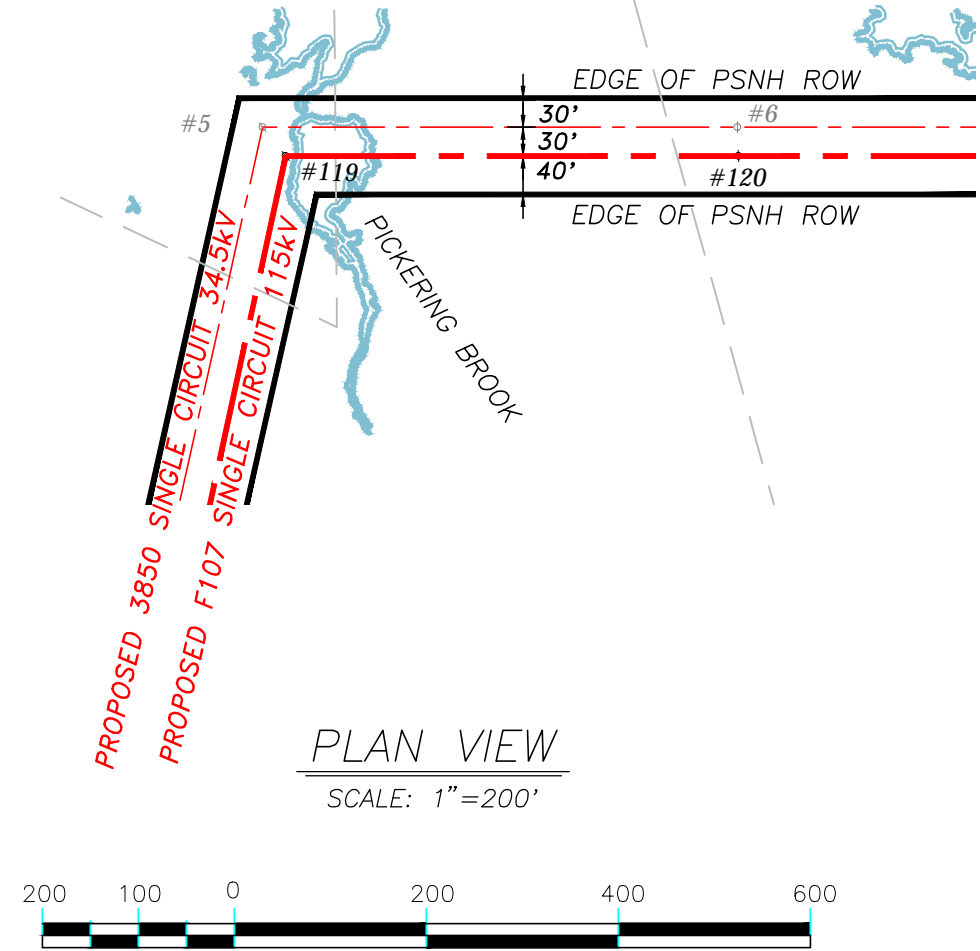 EDGE OF PSNH ROW
#5
30'
#6
30'
#119
40'
#120
EDGE OF PSNH ROW
PICKERING BROOK
PROPOSED 3850 SINGLE CIRCUIT 34.5kV
PROPOSED F107 SINGLE CIRCUIT 115kV
PLAN VIEW
SCALE: 1"=200'
200 100 0 200 400 600